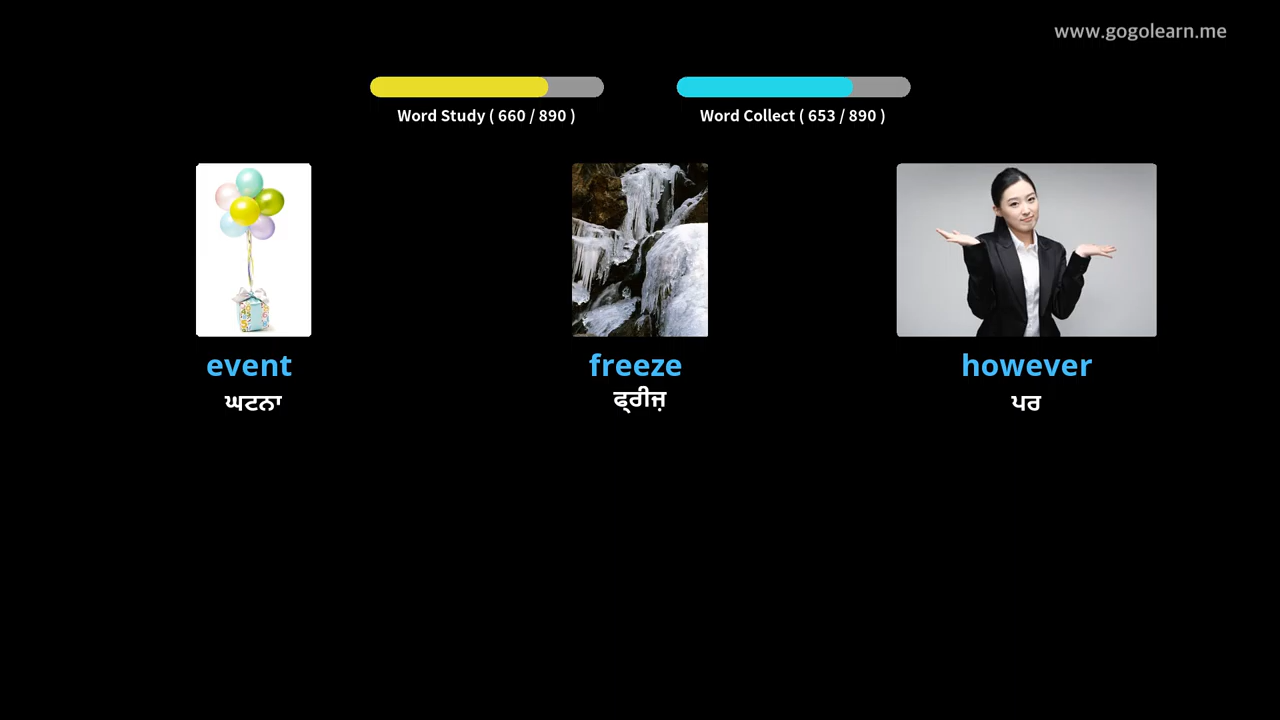 www.gogolearn.me
Word Study ( 660 / 890 )
Word Collect ( 653 / 890 )
event
freeze
however
ਘਟਨਾ
ਫ੍ਰੀਜ਼
ਪਰ